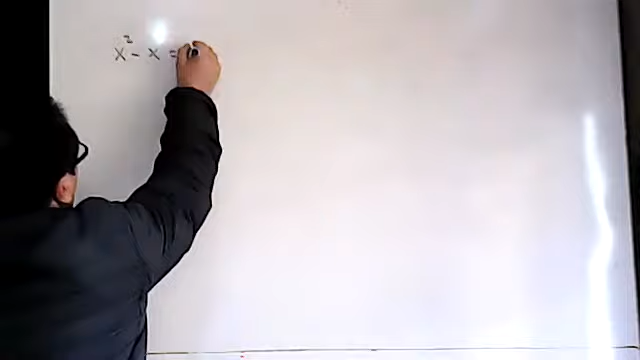 x² - x =